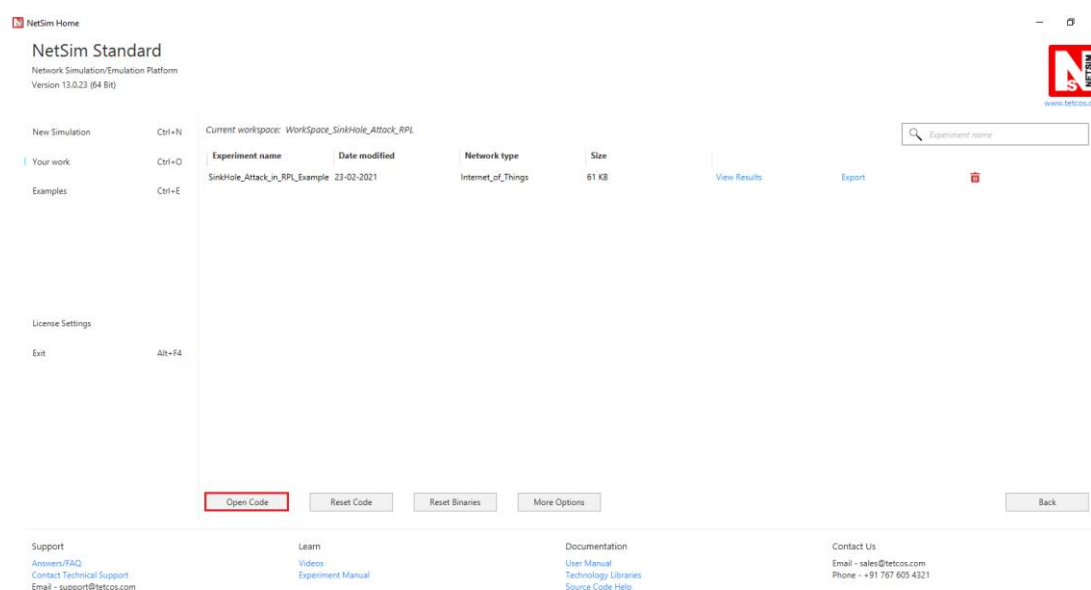 NetSim Home
NetSim Standard
Network Simulation/Emulation Platform
Version 13.0.23 (64 Bit)
NETSIM
www.tetcos.c
New Simulation Ctrl+N
Your work Ctrl+O
Examples Ctrl+E
License Settings
Exit Alt+F4
Current workspace: WorkSpace_SinkHole_Attack_RPL
Experiment name
Experiment name Date modified Network type Size
SinkHole_Attack_in_RPL_Example 23-02-2021 Internet_of_Things 61 KB View Results Export
Open Code Reset Code Reset Binaries More Options Back
Support Learn Documentation Contact Us
Answers/FAQ Videos User Manual Email - sales@tetcos.com
Contact Technical Support Experiment Manual Technology Libraries Phone - +91 767 605 4321
Email - support@tetcos.com Source Code Help